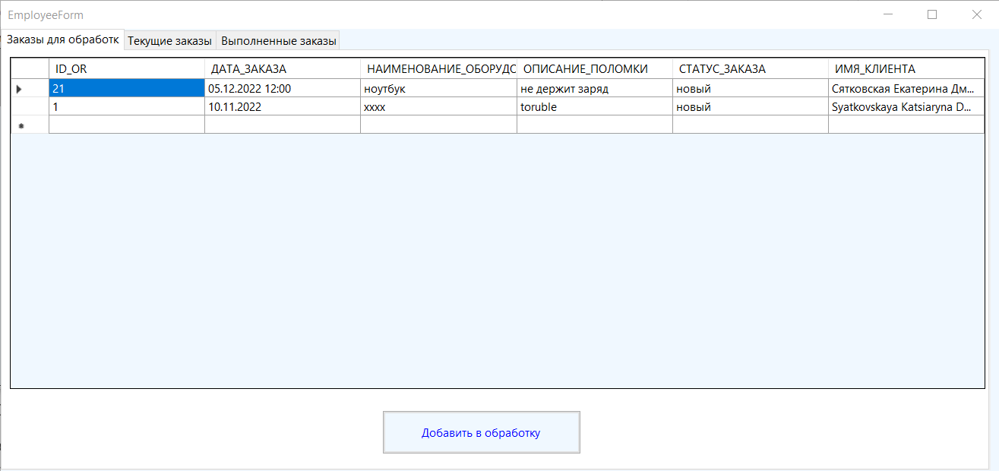 EmployeeForm
Заказы для обработк Текущие заказы Выполненные заказы
ID_OR ДАТА_ЗАКАЗА НАИМЕНОВАНИЕ_ОБОРУДО ОПИСАНИЕ_ПОЛОМКИ СТАТУС_ЗАКАЗА ИМЯ_КЛИЕНТА
21 05.12.2022 12:00 ноутбук не держит заряд новый Сятковская Екатерина Дм...
1 10.11.2022 xxxx toruble новый Syatkovskaya Katsiaryna D...
Добавить в обработку